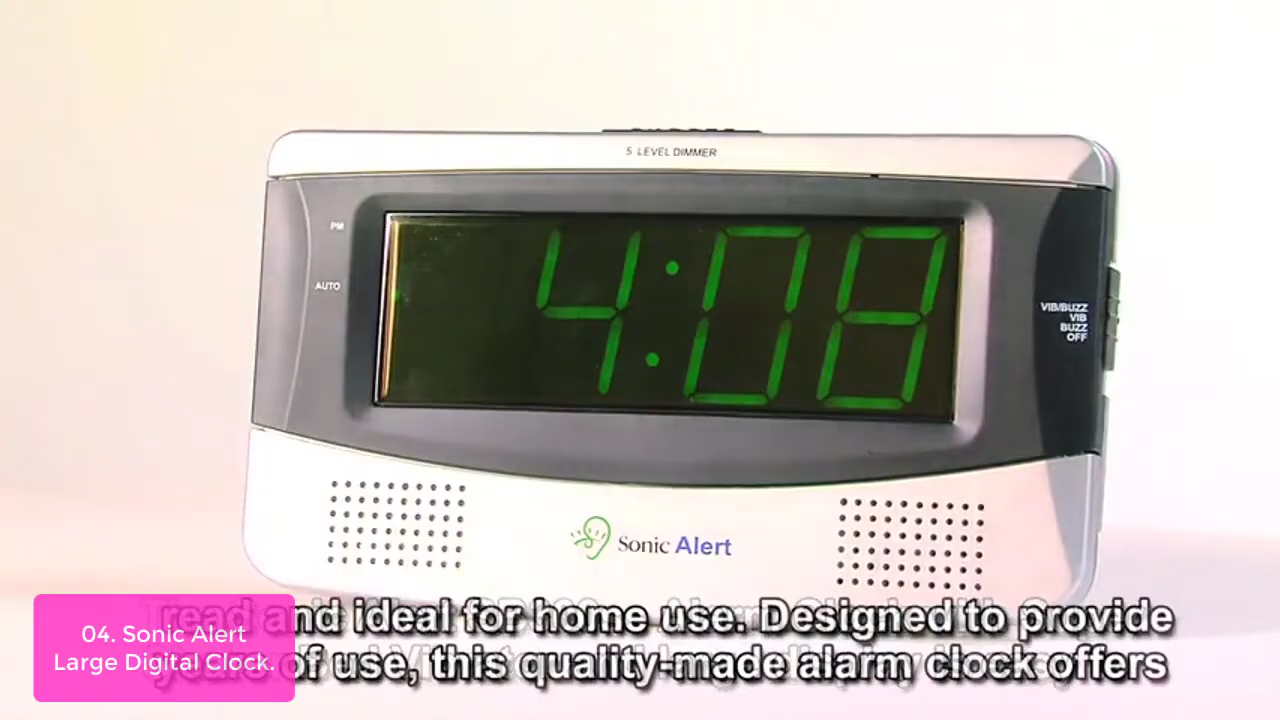 5 LEVEL DIMMER
PM
AUTO
4:08
VIB/BUZZ
VIB
BUZZ
OFF
Sonic Alert
read and ideal for home use. Designed to provide
years of use, this quality-made alarm clock offers
04. Sonic Alert
Large Digital Clock.